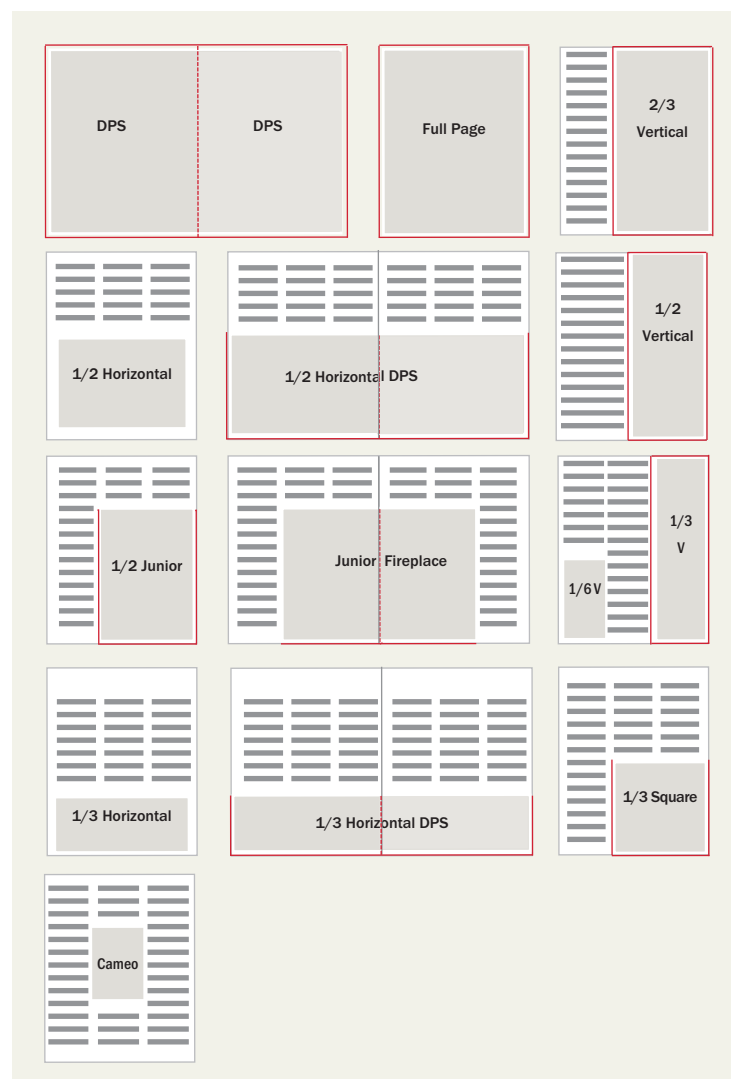 DPS
DPS
Full Page
2/3
Vertical
1/2 Horizontal
1/2 Horizontal DPS
1/2
Vertical
1/2 Junior
Junior Fireplace
1/6 V
1/3
V
1/3 Horizontal
1/3 Horizontal DPS
1/3 Square
Cameo